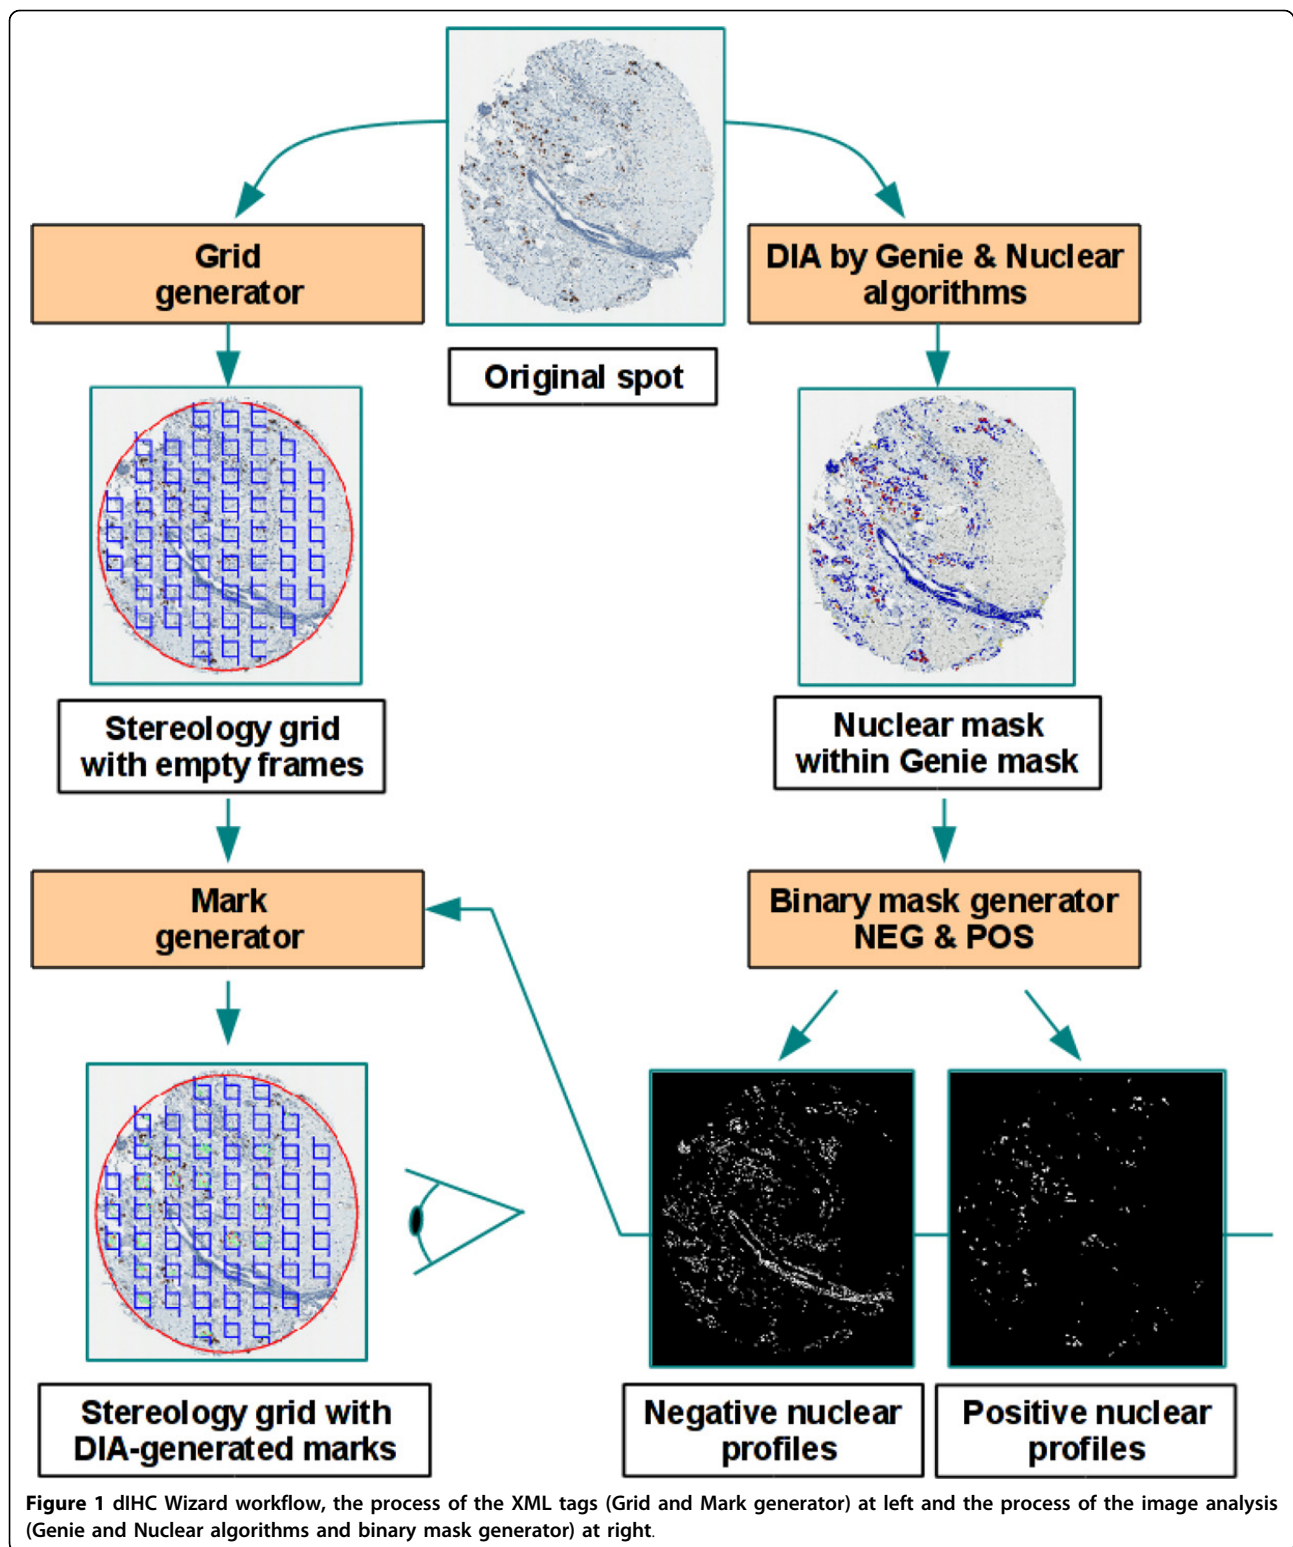 Grid
generator
DIA by Genie & Nuclear
algorithms
Original spot
Stereology grid
with empty frames
Nuclear mask
within Genie mask
Mark
generator
Binary mask generator
NEG & POS
Stereology grid with
DIA-generated marks
Negative nuclear
profiles
Positive nuclear
profiles
Figure 1 dIHC Wizard workflow, the process of the XML tags (Grid and Mark generator) at left and the process of the image analysis
(Genie and Nuclear algorithms and binary mask generator) at right.